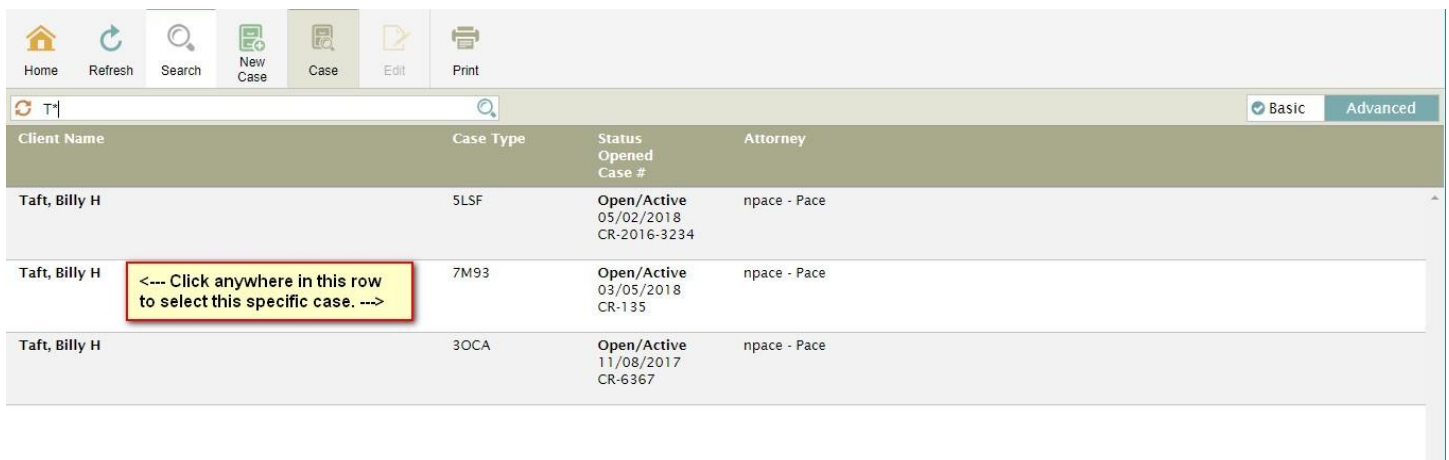 Home
Refresh
Search
New
Case
Case
Edit
Print
T*
Basic
Advanced
Client Name
Case Type
Status
Opened
Case #
Attorney
Taft, Billy H
5LSF
Open/Active
05/02/2018
CR-2016-3234
npace - Pace
Taft, Billy H
<--- Click anywhere in this row
to select this specific case. --->
7M93
Open/Active
03/05/2018
CR-135
npace - Pace
Taft, Billy H
3OCA
Open/Active
11/08/2017
CR-6367
npace - Pace